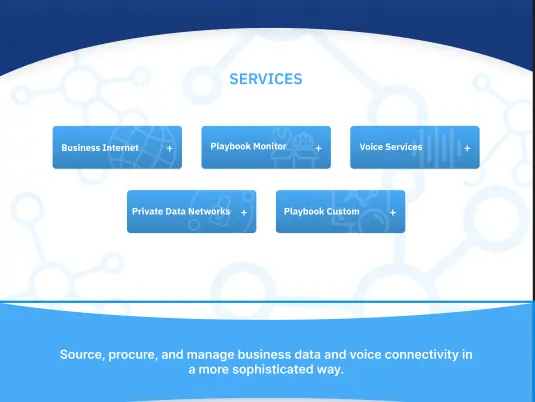 SERVICES
Business Internet +
Playbook Monitor +
Voice Services +
Private Data Networks +
Playbook Custom +
Source, procure, and manage business data and voice connectivity in
a more sophisticated way.